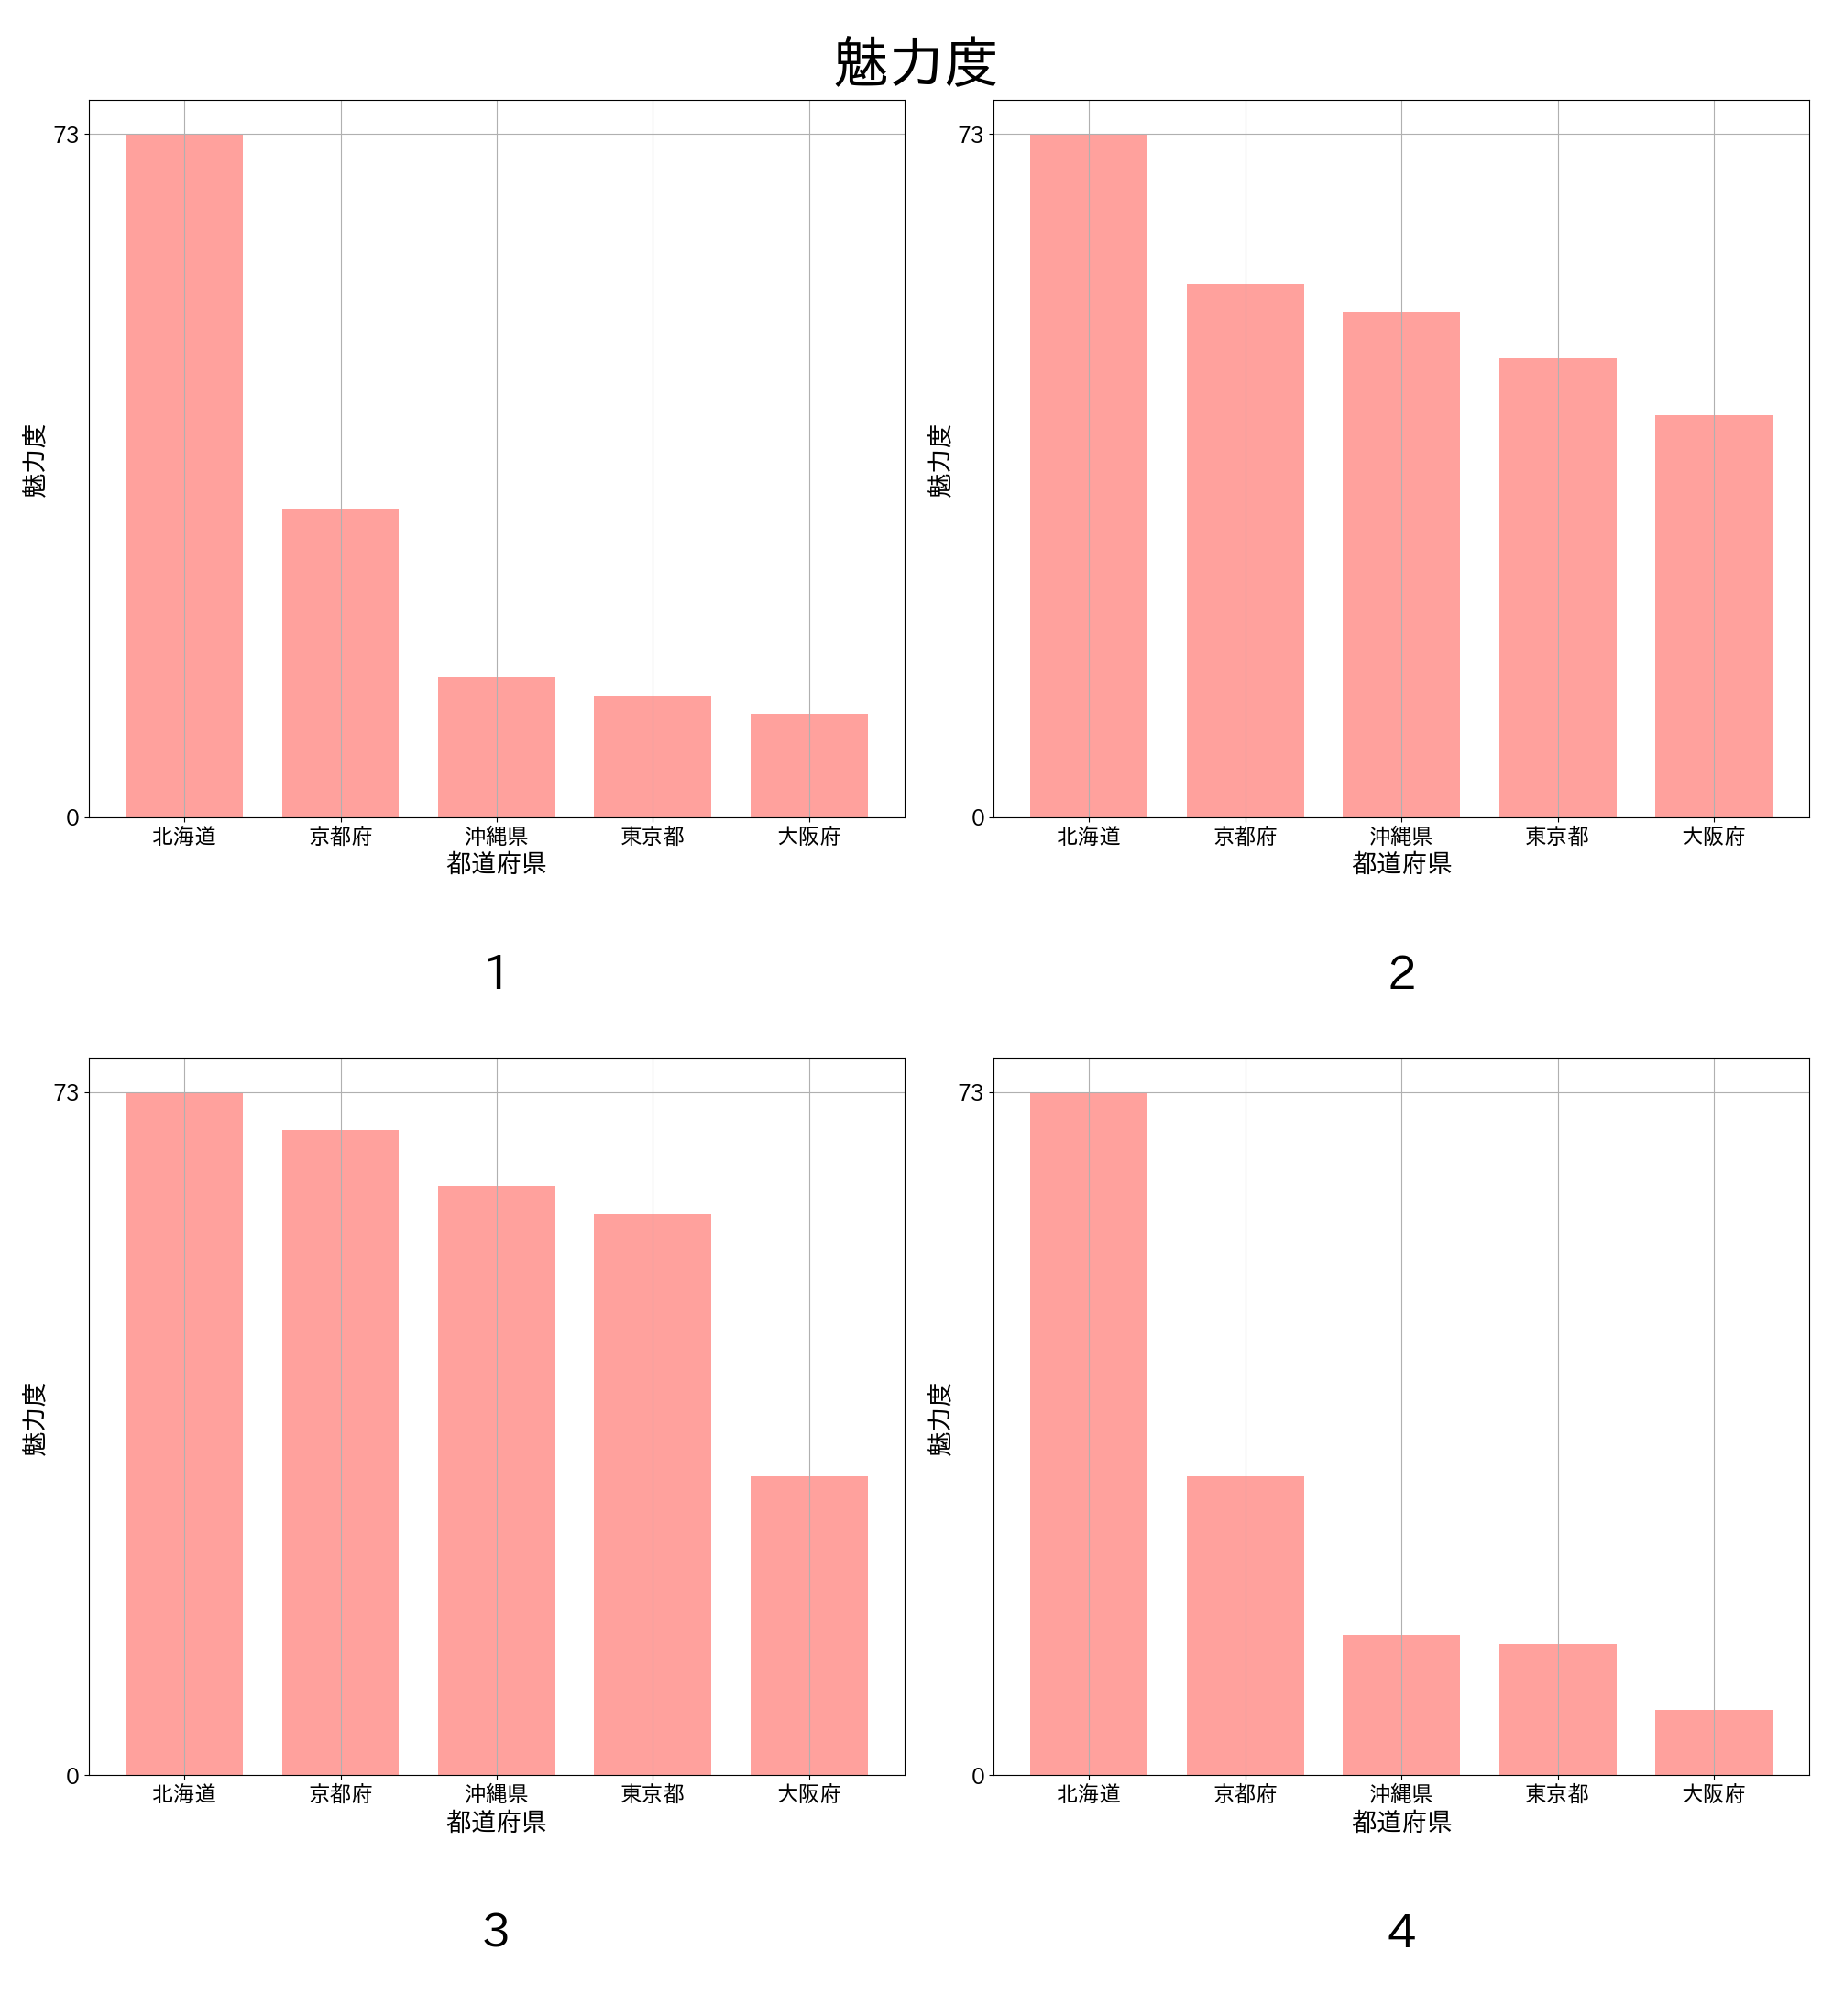 魅力度
73
魅力度
0
北海道 京都府 沖縄県 東京都 大阪府
都道府県
1
73
魅力度
0
北海道 京都府 沖縄県 東京都 大阪府
都道府県
2
73
魅力度
0
北海道 京都府 沖縄県 東京都 大阪府
都道府県
3
73
魅力度
0
北海道 京都府 沖縄県 東京都 大阪府
都道府県
4